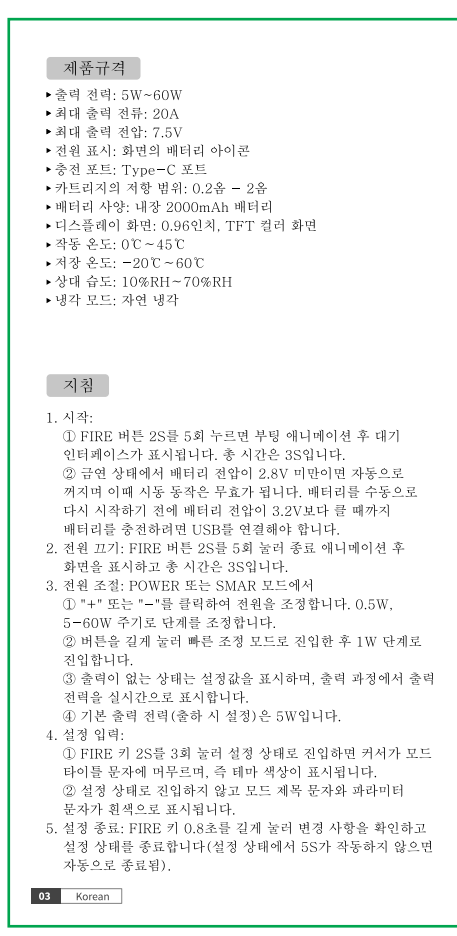 제품규격
▸출력 전력: 5W~60W
▸최대 출력 전류: 20A
▸최대 출력 전압: 7.5V
▸전원 표시: 화면의 배터리 아이콘
▸충전 포트: Type-C 포트
▸카트리지의 저항 범위: 0.2옴 - 2옴
▸배터리 사양: 내장 2000mAh 배터리
▸디스플레이 화면: 0.96인치, TFT 컬러 화면
▸작동 온도: 0℃~45℃
▸저장 온도: -20℃~60℃
▸상대 습도: 10%RH~70%RH
▸냉각 모드: 자연 냉각
지침
1. 시작:
① FIRE 버튼 2S를 5회 누르면 부팅 애니메이션 후 대기
인터페이스가 표시됩니다. 총 시간은 3S입니다.
② 금연 상태에서 배터리 전압이 2.8V 미만이면 자동으로
꺼지며 이때 시동 동작은 무효가 됩니다. 배터리를 수동으로
다시 시작하기 전에 배터리 전압이 3.2V보다 클 때까지
배터리를 충전하려면 USB를 연결해야 합니다.
2. 전원 끄기: FIRE 버튼 2S를 5회 눌러 종료 애니메이션 후
화면을 표시하고 총 시간은 3S입니다.
3. 전원 조절: POWER 또는 SMAR 모드에서
① "+" 또는 "-"를 클릭하여 전원을 조정합니다. 0.5W,
5-60W 주기로 단계를 조정합니다.
② 버튼을 길게 눌러 빠른 조정 모드로 진입한 후 1W 단계로
진입합니다.
③ 출력이 없는 상태는 설정값을 표시하며, 출력 과정에서 출력
전력을 실시간으로 표시합니다.
④ 기본 출력 전력(출하 시 설정)은 5W입니다.
4. 설정 입력:
① FIRE 키 2S를 3회 눌러 설정 상태로 진입하면 커서가 모드
타이틀 문자에 머무르며, 즉 테마 색상이 표시됩니다.
② 설정 상태로 진입하지 않고 모드 제목 문자와 파라미터
문자가 흰색으로 표시됩니다.
5. 설정 종료: FIRE 키 0.8초를 길게 눌러 변경 사항을 확인하고
설정 상태를 종료합니다(설정 상태에서 5S가 작동하지 않으면
자동으로 종료됨).
03 Korean